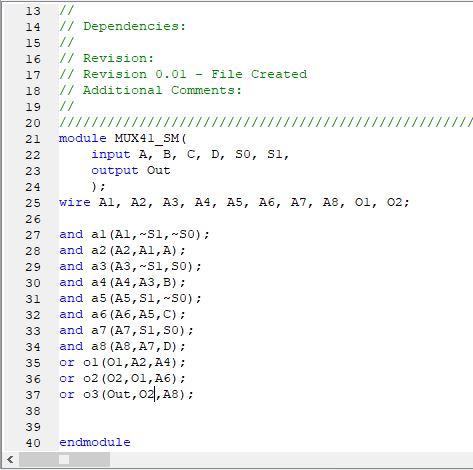 13 //
14 // Dependencies:
15 //
16 // Revision:
17 // Revision 0.01 - File Created
18 // Additional Comments:
19 //
20 //////////////////////////////////////////////////////////
21 module MUX41_SM(
22     input A, B, C, D, S0, S1,
23     output Out
24     );
25 wire A1, A2, A3, A4, A5, A6, A7, A8, O1, O2;
26
27 and a1(A1,~S1,~S0);
28 and a2(A2,A1,A);
29 and a3(A3,~S1,S0);
30 and a4(A4,A3,B);
31 and a5(A5,S1,~S0);
32 and a6(A6,A5,C);
33 and a7(A7,S1,S0);
34 and a8(A8,A7,D);
35 or o1(O1,A2,A4);
36 or o2(O2,O1,A6);
37 or o3(Out,O2,A8);
38
39
40 endmodule